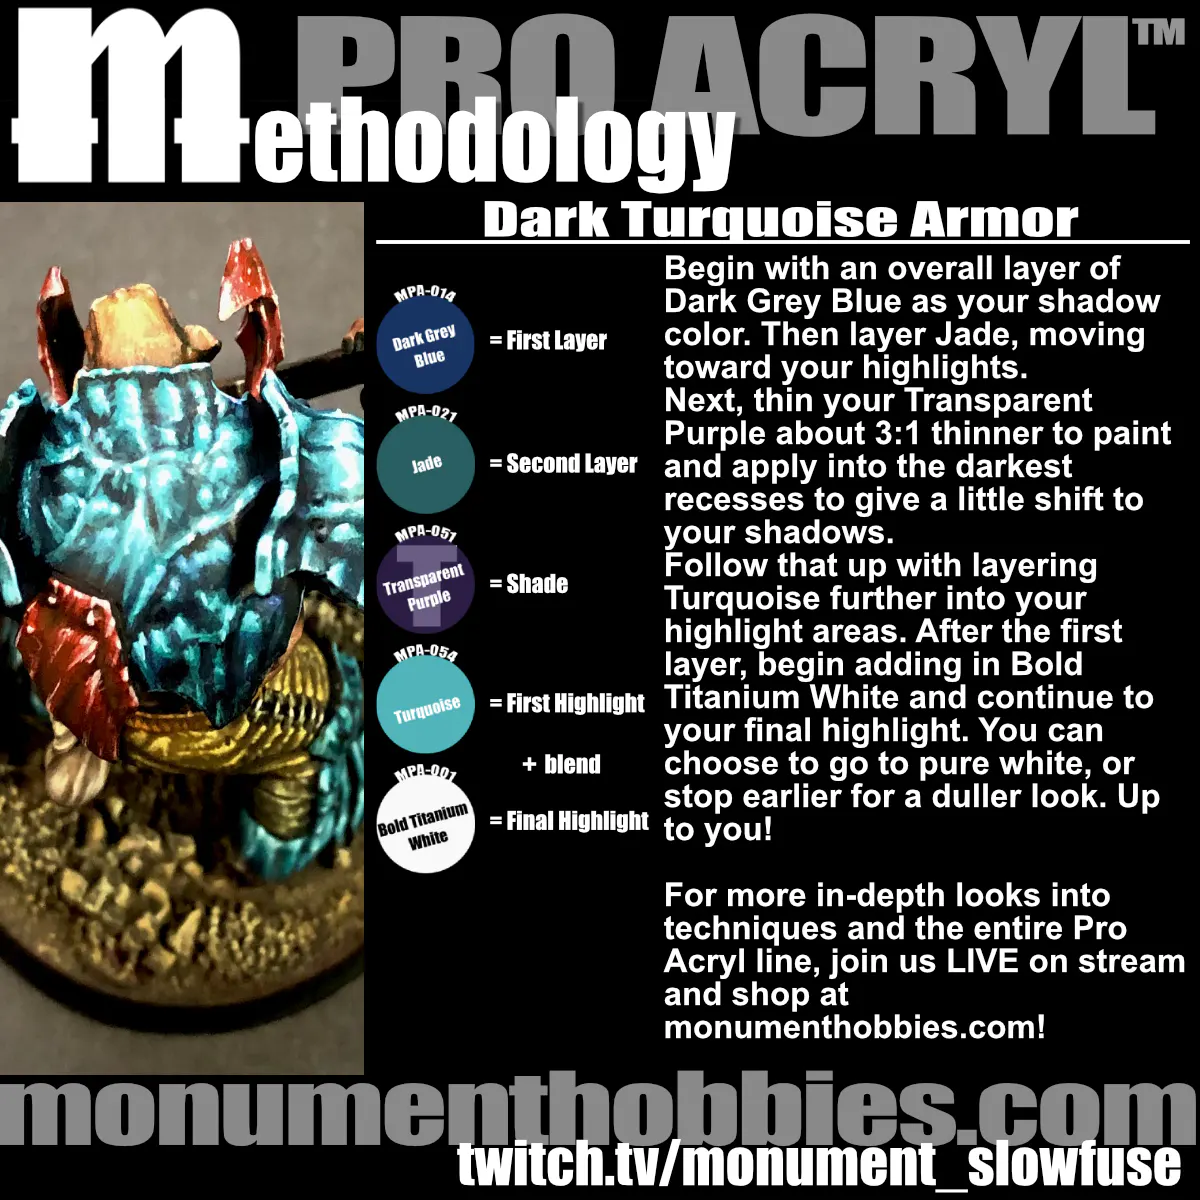 PRO ACRYL™
Methodology
Dark Turquoise Armor
MPA-014
Dark Grey
Blue
= First Layer
MPA-021
Jade
= Second Layer
MPA-051
T
Transparent
Purple
= Shade
MPA-054
Turquoise
= First Highlight
+ blend
MPA-001
Bold Titanium
White
= Final Highlight
Begin with an overall layer of
Dark Grey Blue as your shadow
color. Then layer Jade, moving
toward your highlights.
Next, thin your Transparent
Purple about 3:1 thinner to paint
and apply into the darkest
recesses to give a little shift to
your shadows.
Follow that up with layering
Turquoise further into your
highlight areas. After the first
layer, begin adding in Bold
Titanium White and continue to
your final highlight. You can
choose to go to pure white, or
stop earlier for a duller look. Up
to you!
For more in-depth looks into
techniques and the entire Pro
Acryl line, join us LIVE on stream
and shop at
monumenthobbies.com!
monumenthobbies.com
twitch.tv/monument_slowfuse